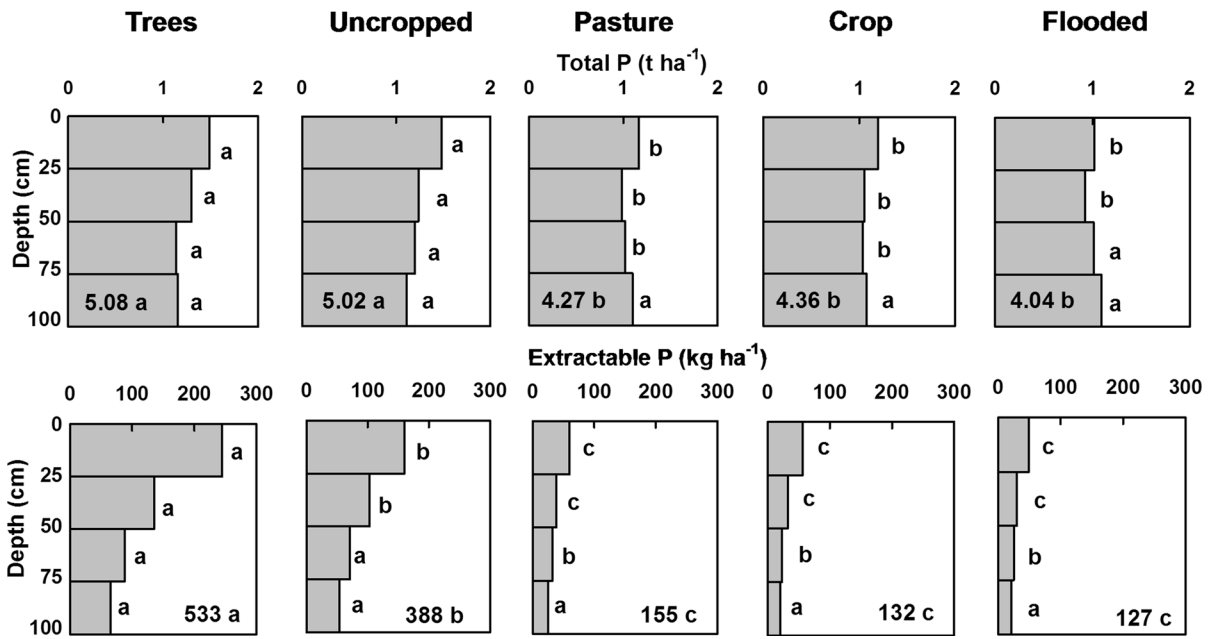 Trees Uncropped Pasture Crop Flooded
Total P (t ha⁻¹)
0 1 2 0 1 2 0 1 2 0 1 2 0 1 2
Depth (cm)
0
25
50
75
100
a a b b b
a a b b b
a a b b a
5.08 a a 5.02 a a 4.27 b a 4.36 b a 4.04 b a
Extractable P (kg ha⁻¹)
0 100 200 300 0 100 200 300 0 100 200 300 0 100 200 300 0 100 200 300
Depth (cm)
0
25
50
75
100
a b c c c
a b c c c
a a b b b
a 533 a a 388 b a 155 c a 132 c a 127 c